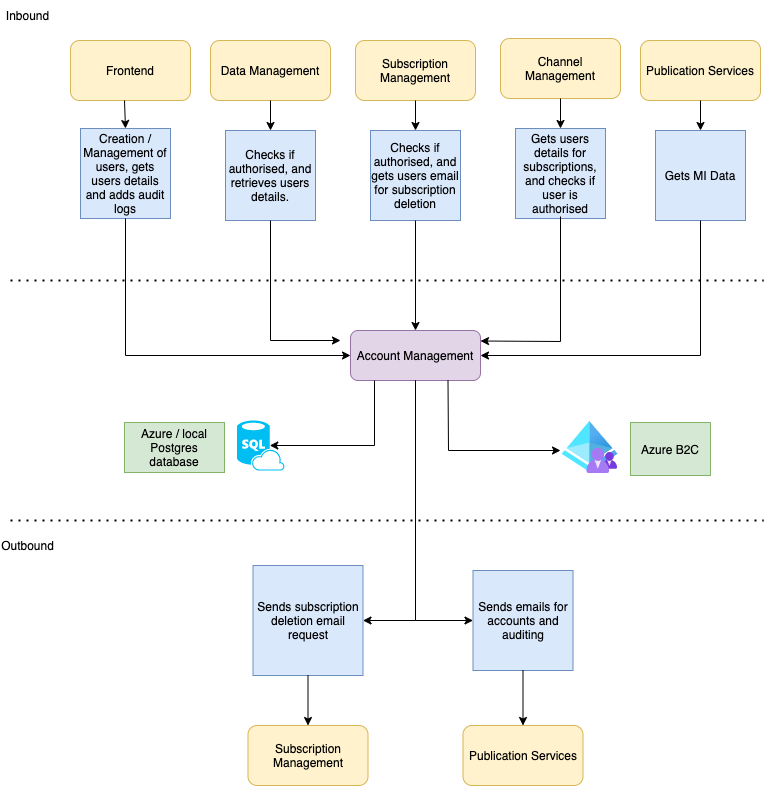 Inbound
Frontend
Data Management
Subscription
Management
Channel
Management
Publication Services
Creation /
Management of
users, gets
users details
and adds audit
logs
Checks if
authorised, and
retrieves users
details.
Checks if
authorised, and
gets users email
for subscription
deletion
Gets users
details for
subscriptions,
and checks if
user is
authorised
Gets MI Data
Account Management
Azure / local
Postgres
database
SQL
Azure B2C
Outbound
Sends subscription
deletion email
request
Sends emails for
accounts and
auditing
Subscription
Management
Publication Services